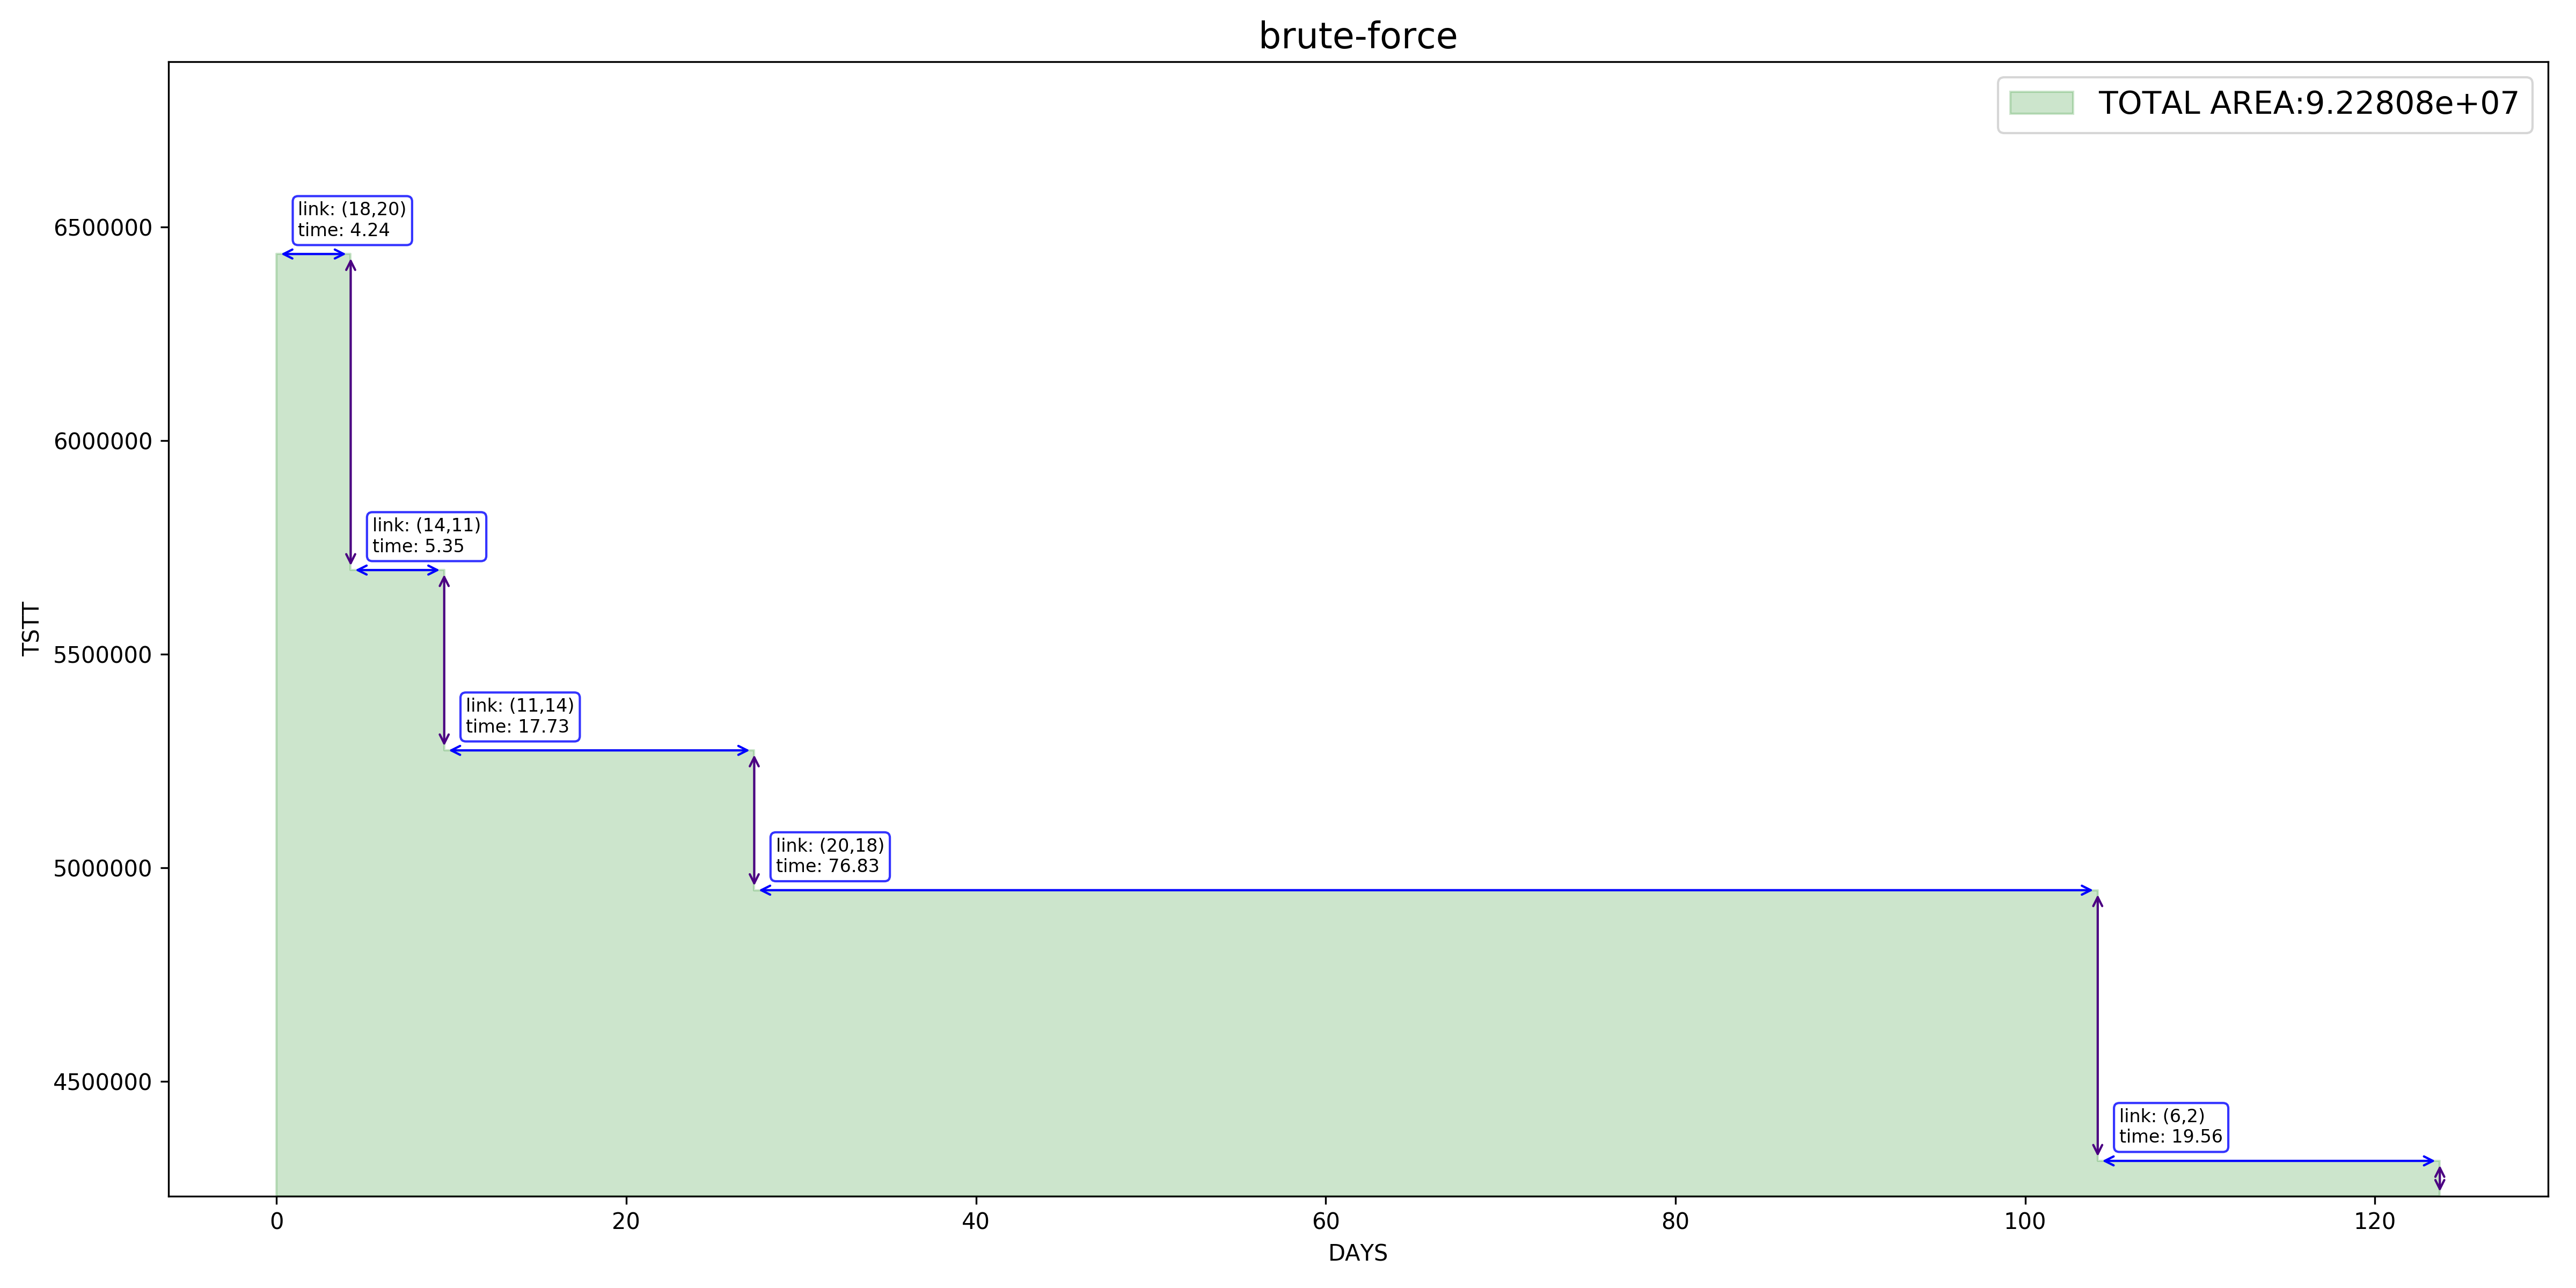 brute-force
TOTAL AREA:9.22808e+07
link: (18,20)
time: 4.24
link: (14,11)
time: 5.35
link: (11,14)
time: 17.73
link: (20,18)
time: 76.83
link: (6,2)
time: 19.56
TSTT
6500000
6000000
5500000
5000000
4500000
0 20 40 60 80 100 120
DAYS